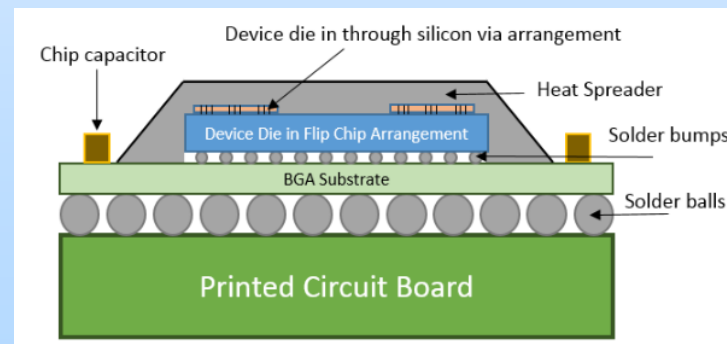 Device die in through silicon via arrangement
Chip capacitor
Heat Spreader
Device Die in Flip Chip Arrangement
Solder bumps
BGA Substrate
Solder balls
Printed Circuit Board